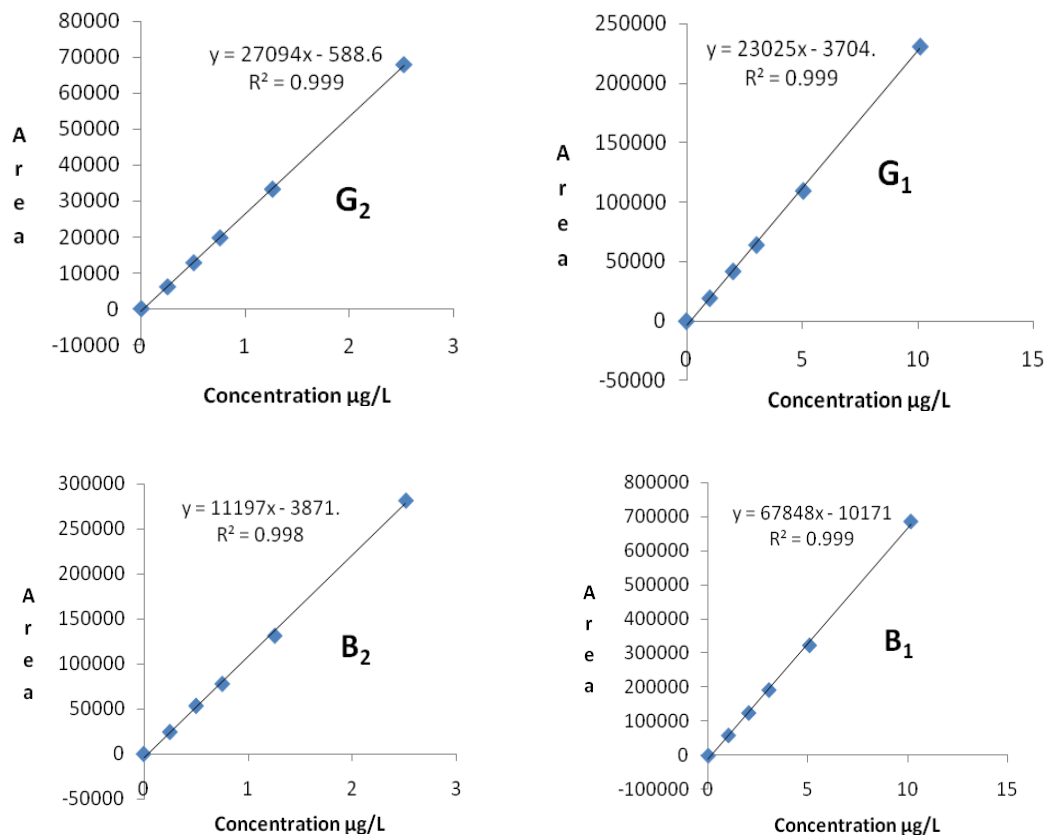 80000
70000
60000
50000
40000
30000
20000
10000
0
-10000
y = 27094x - 588.6
R² = 0.999
G₂
A
r
e
a
0 1 2 3
Concentration µg/L
250000
200000
150000
100000
50000
0
-50000
y = 23025x - 3704.
R² = 0.999
G₁
A
r
e
a
0 5 10 15
Concentration µg/L
300000
250000
200000
150000
100000
50000
0
-50000
y = 11197x - 3871.
R² = 0.998
B₂
A
r
e
a
0 1 2 3
Concentration µg/L
800000
700000
600000
500000
400000
300000
200000
100000
0
-100000
y = 67848x - 10171
R² = 0.999
B₁
A
r
e
a
0 5 10 15
Concentration µg/L